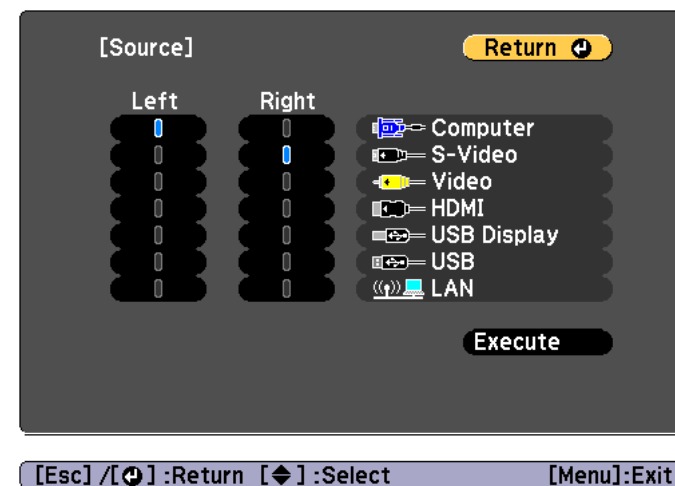 [Source]
Return
Left Right
Computer
S-Video
Video
HDMI
USB Display
USB
LAN
Execute
[Esc] /[ ] :Return [ ] :Select [Menu]:Exit